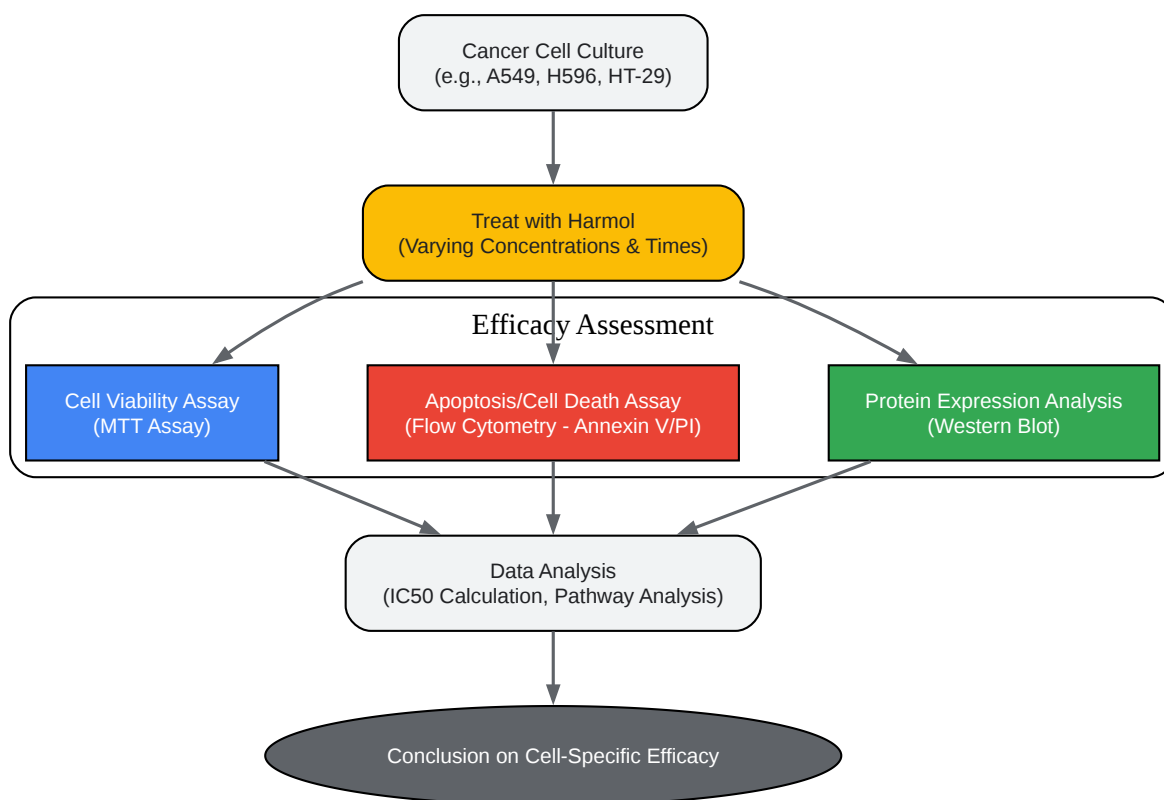 Cancer Cell Culture
(e.g., A549, H596, HT-29)
Treat with Harmol
(Varying Concentrations & Times)
Efficacy Assessment
Cell Viability Assay
(MTT Assay)
Apoptosis/Cell Death Assay
(Flow Cytometry - Annexin V/PI)
Protein Expression Analysis
(Western Blot)
Data Analysis
(IC50 Calculation, Pathway Analysis)
Conclusion on Cell-Specific Efficacy